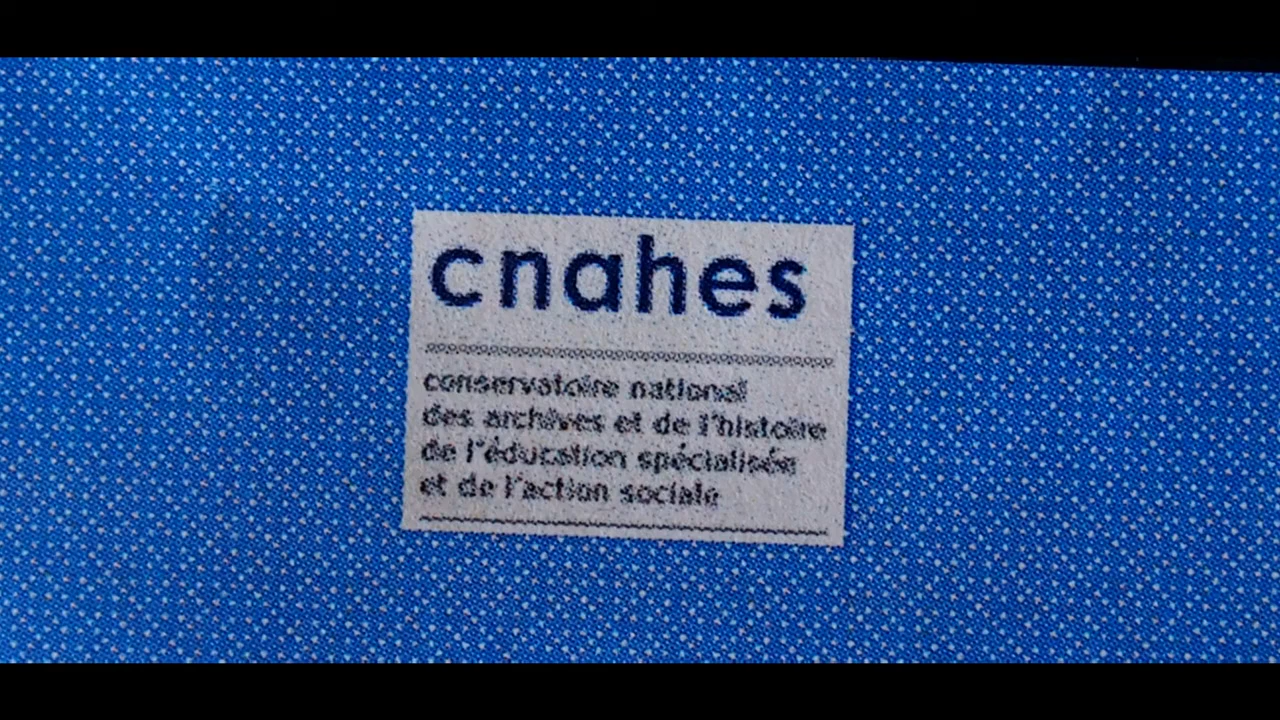 cnahes
conservatoire national
des archives et de l'histoire
de l'éducation spécialisée
et de l'action sociale